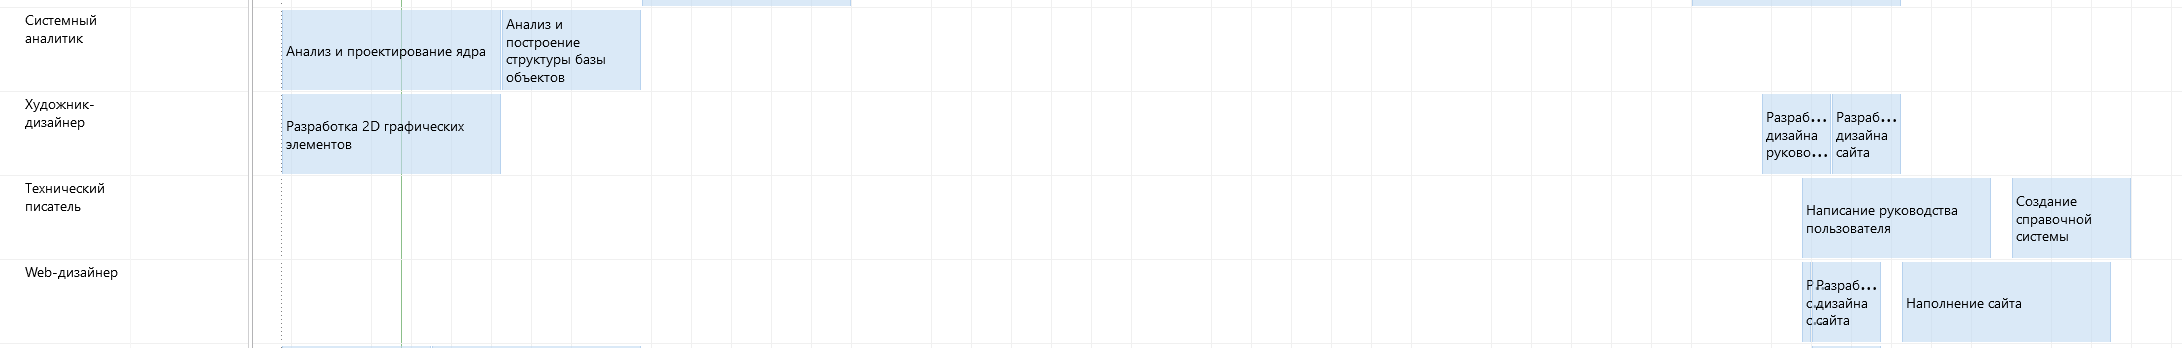 Системный
аналитик
Анализ и проектирование ядра
Анализ и
построение
структуры базы
объектов
Художник-
дизайнер
Разработка 2D графических
элементов
Разраб...
дизайна
руково...
Разраб...
дизайна
сайта
Технический
писатель
Написание руководства
пользователя
Создание
справочной
системы
Web-дизайнер
Р...
с...
с...
Разраб...
дизайна
сайта
Наполнение сайта